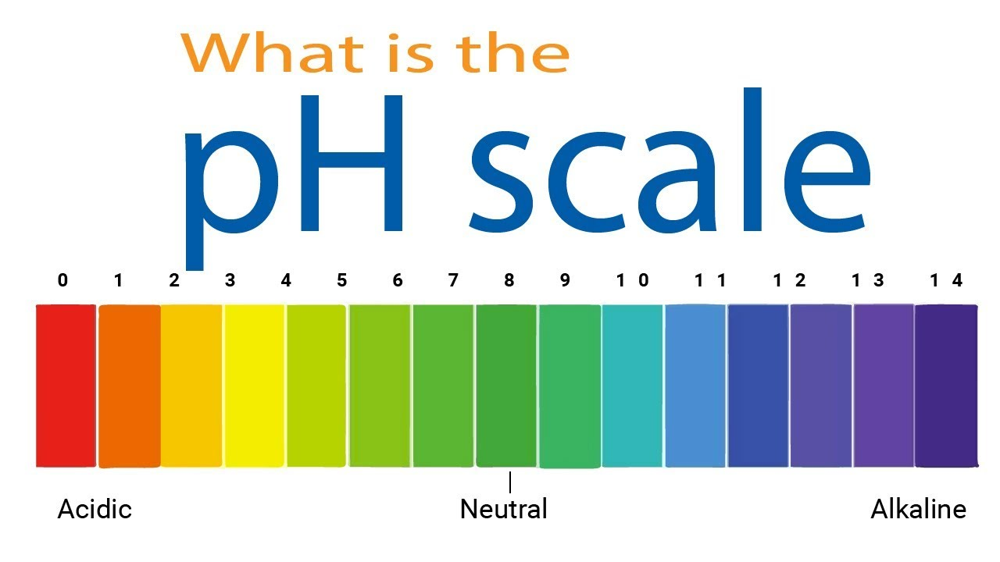 What is the
pH scale
0 1 2 3 4 5 6 7 8 9 10 11 12 13 14
Acidic Neutral Alkaline